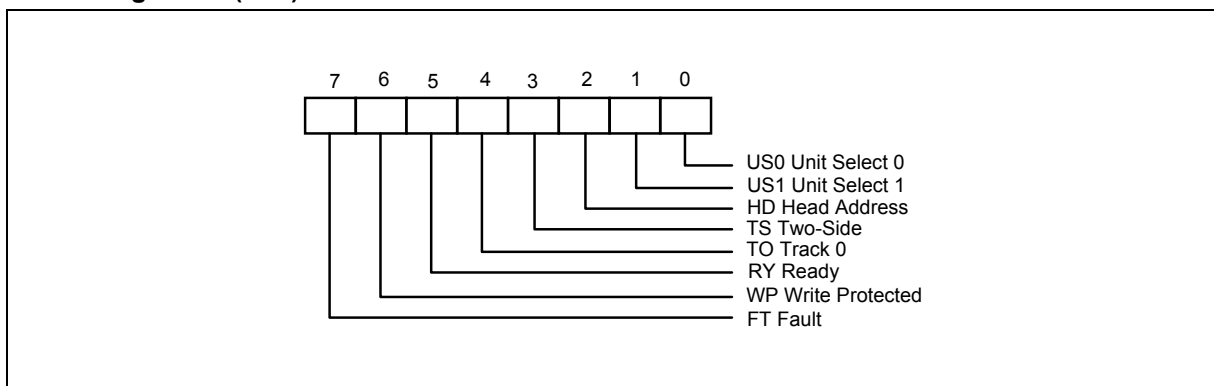 7 6 5 4 3 2 1 0
US0 Unit Select 0
US1 Unit Select 1
HD Head Address
TS Two-Side
TO Track 0
RY Ready
WP Write Protected
FT Fault